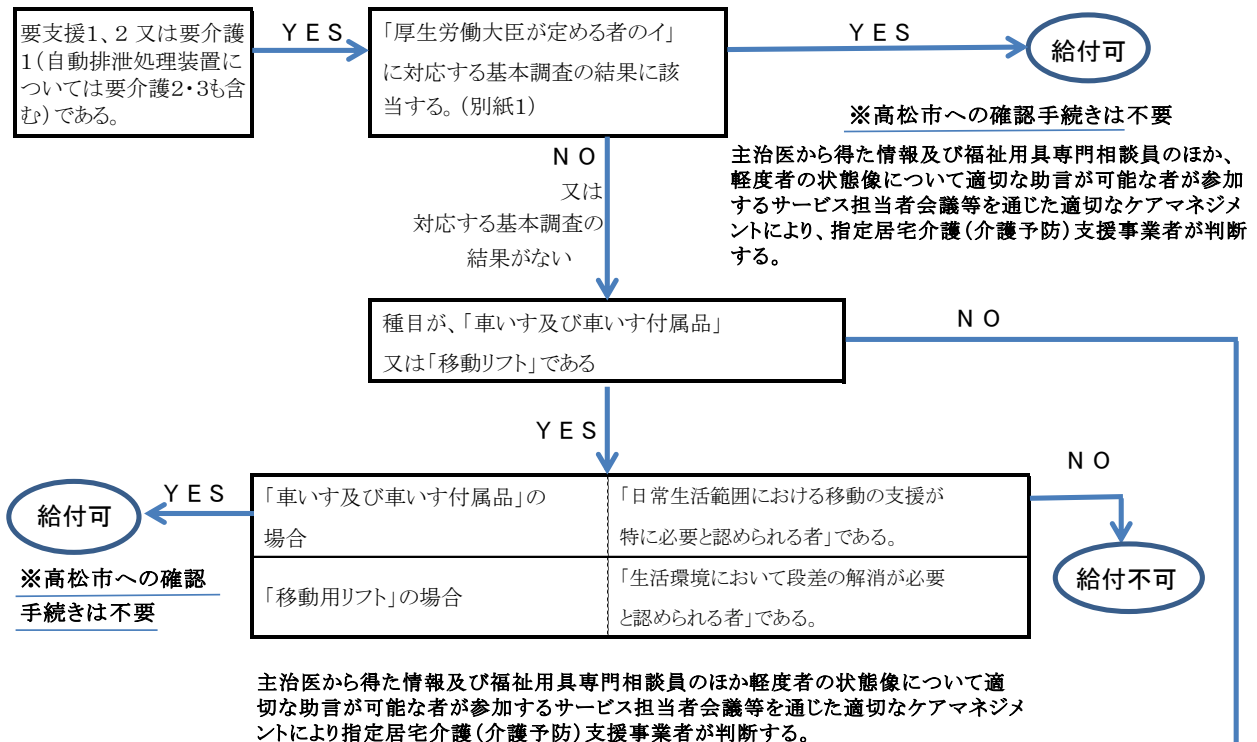 要支援1、2 又は要介護
1(自動排泄処理装置に
ついては要介護2・3も含
む)である。
YES
「厚生労働大臣が定める者のイ」
に対応する基本調査の結果に該
当する。(別紙1)
YES
給付可
※高松市への確認手続きは不要
主治医から得た情報及び福祉用具専門相談員のほか、
軽度者の状態像について適切な助言が可能な者が参加
するサービス担当者会議等を通じた適切なケアマネジメ
ントにより、指定居宅介護(介護予防)支援事業者が判断
する。
NO
又は
対応する基本調査の
結果がない
種目が、「車いす及び車いす付属品」
又は「移動リフト」である
NO
YES
NO
YES
給付可
※高松市への確認
手続きは不要
「車いす及び車いす付属品」の
場合
「日常生活範囲における移動の支援が
特に必要と認められる者」である。
「移動用リフト」の場合
「生活環境において段差の解消が必要
と認められる者」である。
給付不可
主治医から得た情報及び福祉用具専門相談員のほか軽度者の状態像について適
切な助言が可能な者が参加するサービス担当者会議等を通じた適切なケアマネジメ
ントにより指定居宅介護(介護予防)支援事業者が判断する。